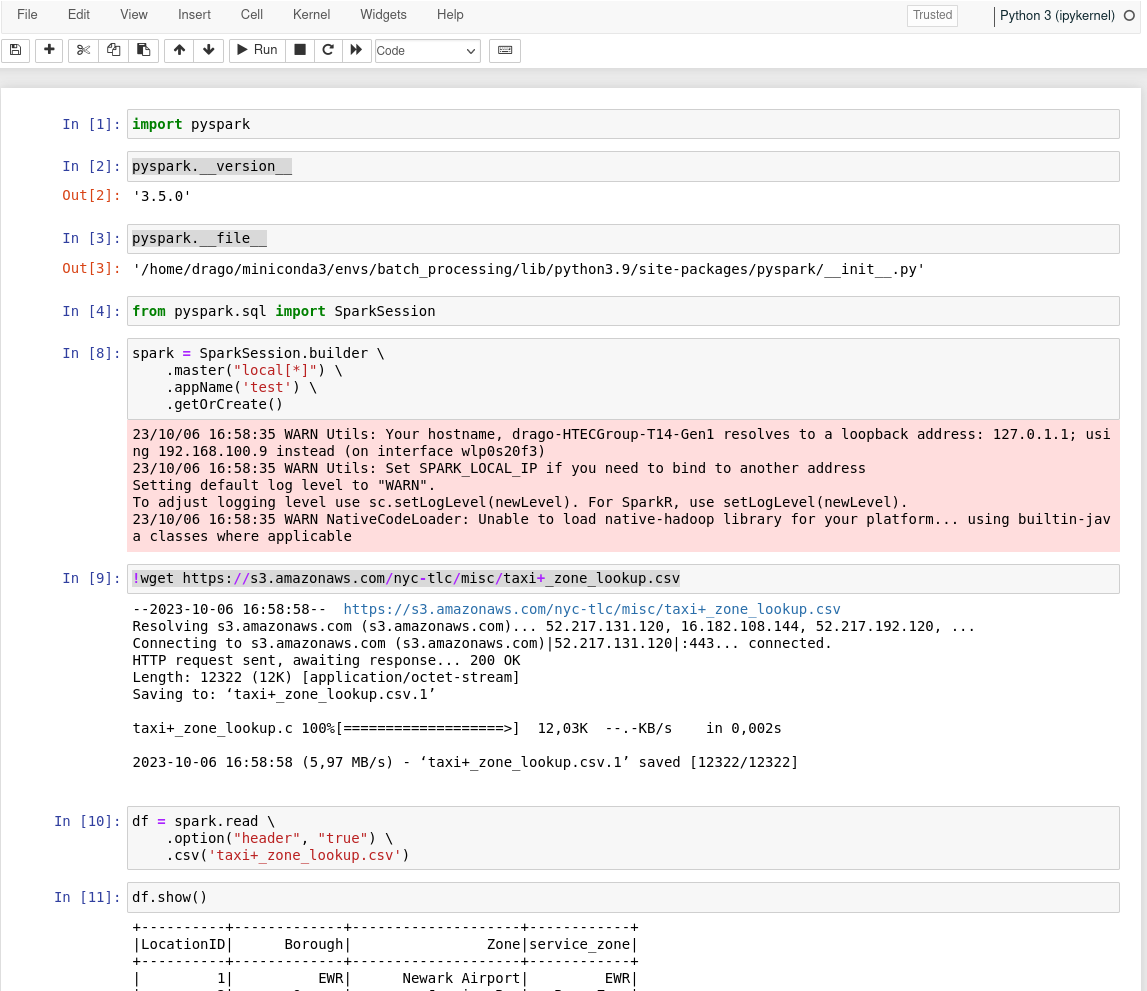 File Edit View Insert Cell Kernel Widgets Help Trusted Python 3 (ipykernel)
Run Code
In [1]: import pyspark
In [2]: pyspark.__version__
Out[2]: '3.5.0'
In [3]: pyspark.__file__
Out[3]: '/home/drago/miniconda3/envs/batch_processing/lib/python3.9/site-packages/pyspark/__init__.py'
In [4]: from pyspark.sql import SparkSession
In [8]: spark = SparkSession.builder \
.master("local[*]") \
.appName('test') \
.getOrCreate()
23/10/06 16:58:35 WARN Utils: Your hostname, drago-HTECGroup-T14-Gen1 resolves to a loopback address: 127.0.1.1; usi
ng 192.168.100.9 instead (on interface wlp0s20f3)
23/10/06 16:58:35 WARN Utils: Set SPARK_LOCAL_IP if you need to bind to another address
Setting default log level to "WARN".
To adjust logging level use sc.setLogLevel(newLevel). For SparkR, use setLogLevel(newLevel).
23/10/06 16:58:35 WARN NativeCodeLoader: Unable to load native-hadoop library for your platform... using builtin-jav
a classes where applicable
In [9]: !wget https://s3.amazonaws.com/nyc-tlc/misc/taxi+_zone_lookup.csv
--2023-10-06 16:58:58--  https://s3.amazonaws.com/nyc-tlc/misc/taxi+_zone_lookup.csv
Resolving s3.amazonaws.com (s3.amazonaws.com)... 52.217.131.120, 16.182.108.144, 52.217.192.120, ...
Connecting to s3.amazonaws.com (s3.amazonaws.com)|52.217.131.120|:443... connected.
HTTP request sent, awaiting response... 200 OK
Length: 12322 (12K) [application/octet-stream]
Saving to: ‘taxi+_zone_lookup.csv.1’
taxi+_zone_lookup.c 100%[===================>]  12,03K  --.-KB/s    in 0,002s
2023-10-06 16:58:58 (5,97 MB/s) - ‘taxi+_zone_lookup.csv.1’ saved [12322/12322]
In [10]: df = spark.read \
.option("header", "true") \
.csv('taxi+_zone_lookup.csv')
In [11]: df.show()
+----------+-------------+--------------------+------------+
|LocationID|      Borough|                Zone|service_zone|
+----------+-------------+--------------------+------------+
|         1|          EWR|      Newark Airport|         EWR|